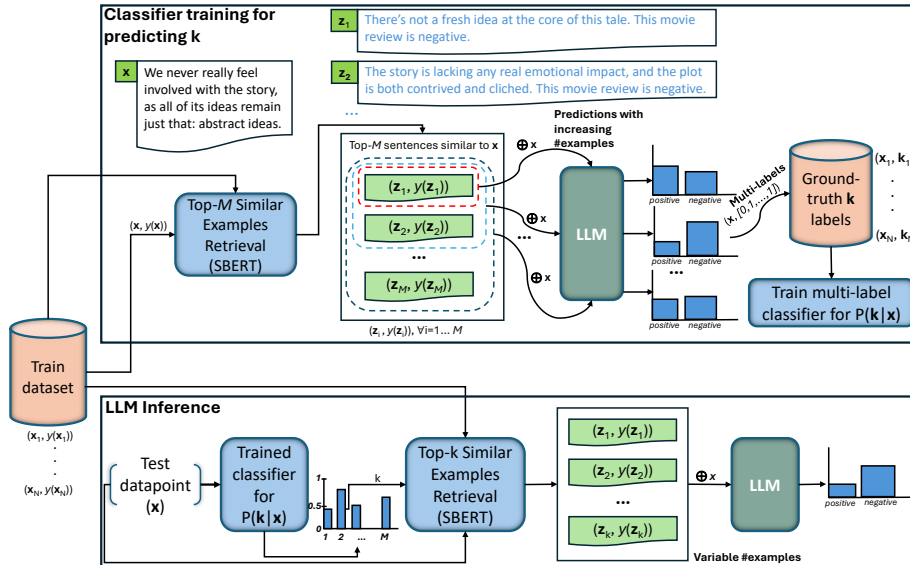 Classifier training for
predicting k
z1
There's not a fresh idea at the core of this tale. This movie
review is negative.
z2
The story is lacking any real emotional impact, and the plot
is both contrived and cliched. This movie review is negative.
...
x
We never really feel
involved with the story,
as all of its ideas remain
just that: abstract ideas.
Top-M sentences similar to x
(z1, y(z1))
(z2, y(z2))
...
(zM, y(zM))
(zi , y(zi)), ∀i=1... M
(x, y(x))
Top-M Similar
Examples
Retrieval
(SBERT)
Predictions with
increasing
#examples
⊕ x
⊕ x
...
⊕ x
LLM
positive negative
positive negative
...
positive negative
Multi-labels
(x, [0,1,...,1])
Ground-
truth k
labels
(x1, k1
.
.
.
(xN, kN
Train multi-label
classifier for P(k|x)
Train
dataset
(x1, y(x1))
.
.
.
(xN, y(xN))
LLM Inference
Test
datapoint
(x)
Trained
classifier
for
P(k|x)
1
0.5
0
1 2 ... M
k
Top-k Similar
Examples
Retrieval
(SBERT)
(z1, y(z1))
(z2, y(z2))
...
(zk, y(zk))
Variable #examples
⊕ x
LLM
positive negative